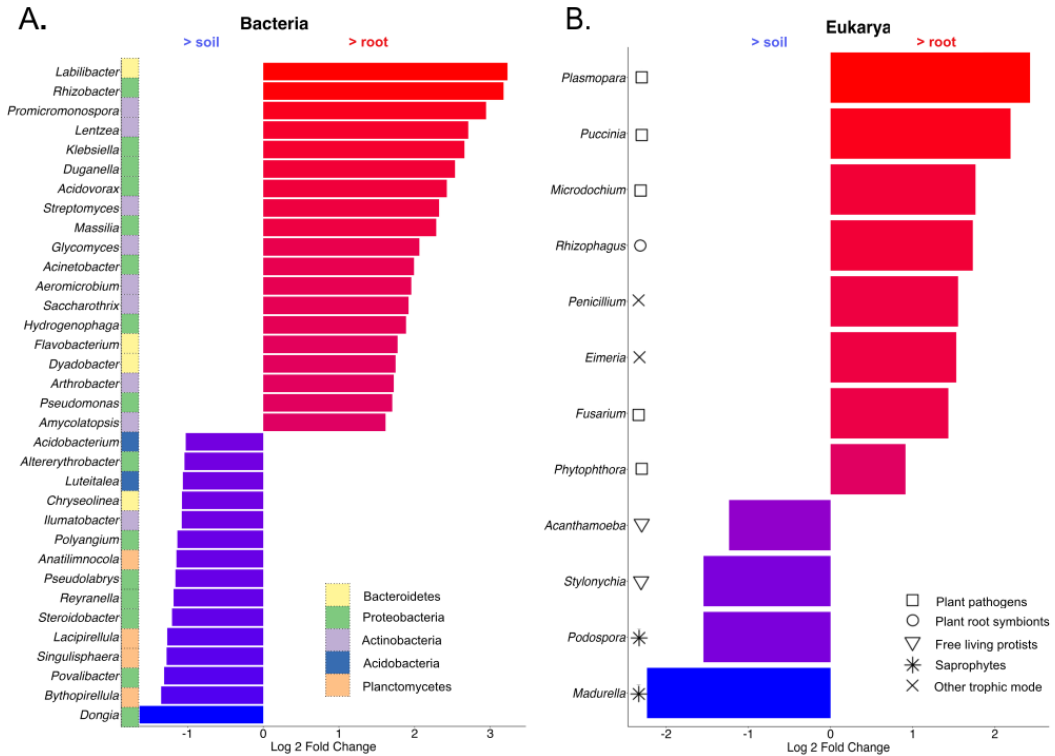 A.
Bacteria
> soil
> root
Labilibacter
Rhizobacter
Promicromonospora
Lentzea
Klebsiella
Duganella
Acidovorax
Streptomyces
Massilia
Glycomyces
Acinetobacter
Aeromicrobium
Saccharothrix
Hydrogenophaga
Flavobacterium
Dyadobacter
Arthrobacter
Pseudomonas
Amycolatopsis
Acidobacterium
Altererythrobacter
Luteitalea
Chryseolinea
Ilumatobacter
Polyangium
Anatilimnocola
Pseudolabrys
Reyranella
Steroidobacter
Lacipirellula
Singulisphaera
Povalibacter
Bythopirellula
Dongia
Bacteroidetes
Proteobacteria
Actinobacteria
Acidobacteria
Planctomycetes
-1 0 1 2 3
Log 2 Fold Change
B.
Eukarya
> soil
> root
Plasmopara
Puccinia
Microdochium
Rhizophagus
Penicillium
Eimeria
Fusarium
Phytophthora
Acanthamoeba
Stylonychia
Podospora
Madurella
Plant pathogens
Plant root symbionts
Free living protists
Saprophytes
Other trophic mode
-2 -1 0 1 2
Log 2 Fold Change